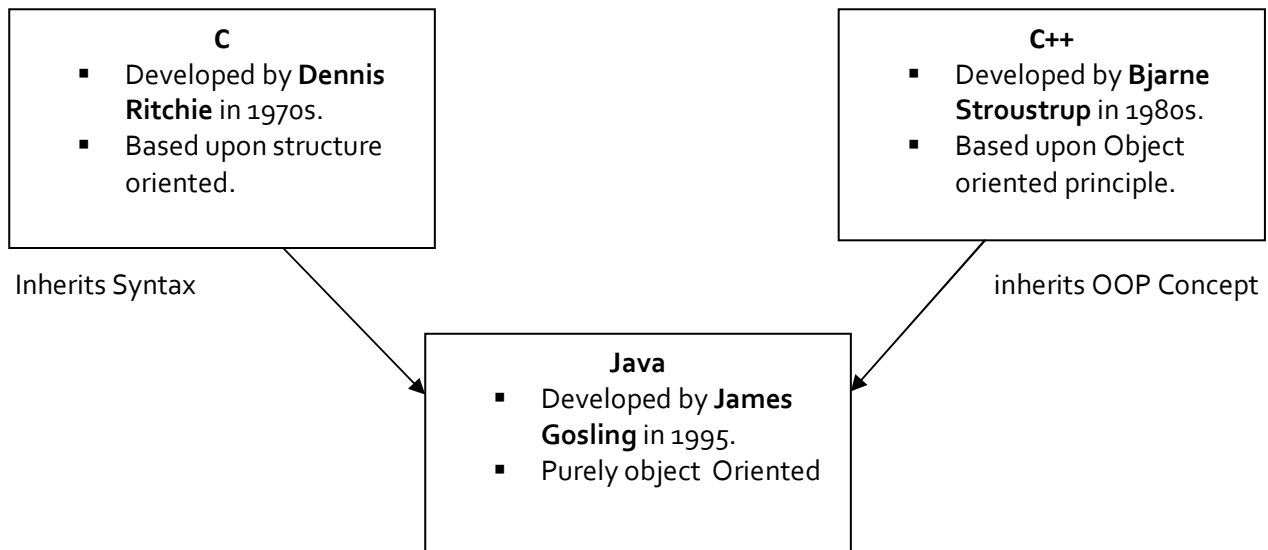 C
▪ Developed by Dennis
Ritchie in 1970s.
▪ Based upon structure
oriented.
C++
▪ Developed by Bjarne
Stroustrup in 1980s.
▪ Based upon Object
oriented principle.
Inherits Syntax
inherits OOP Concept
Java
▪ Developed by James
Gosling in 1995.
▪ Purely object  Oriented